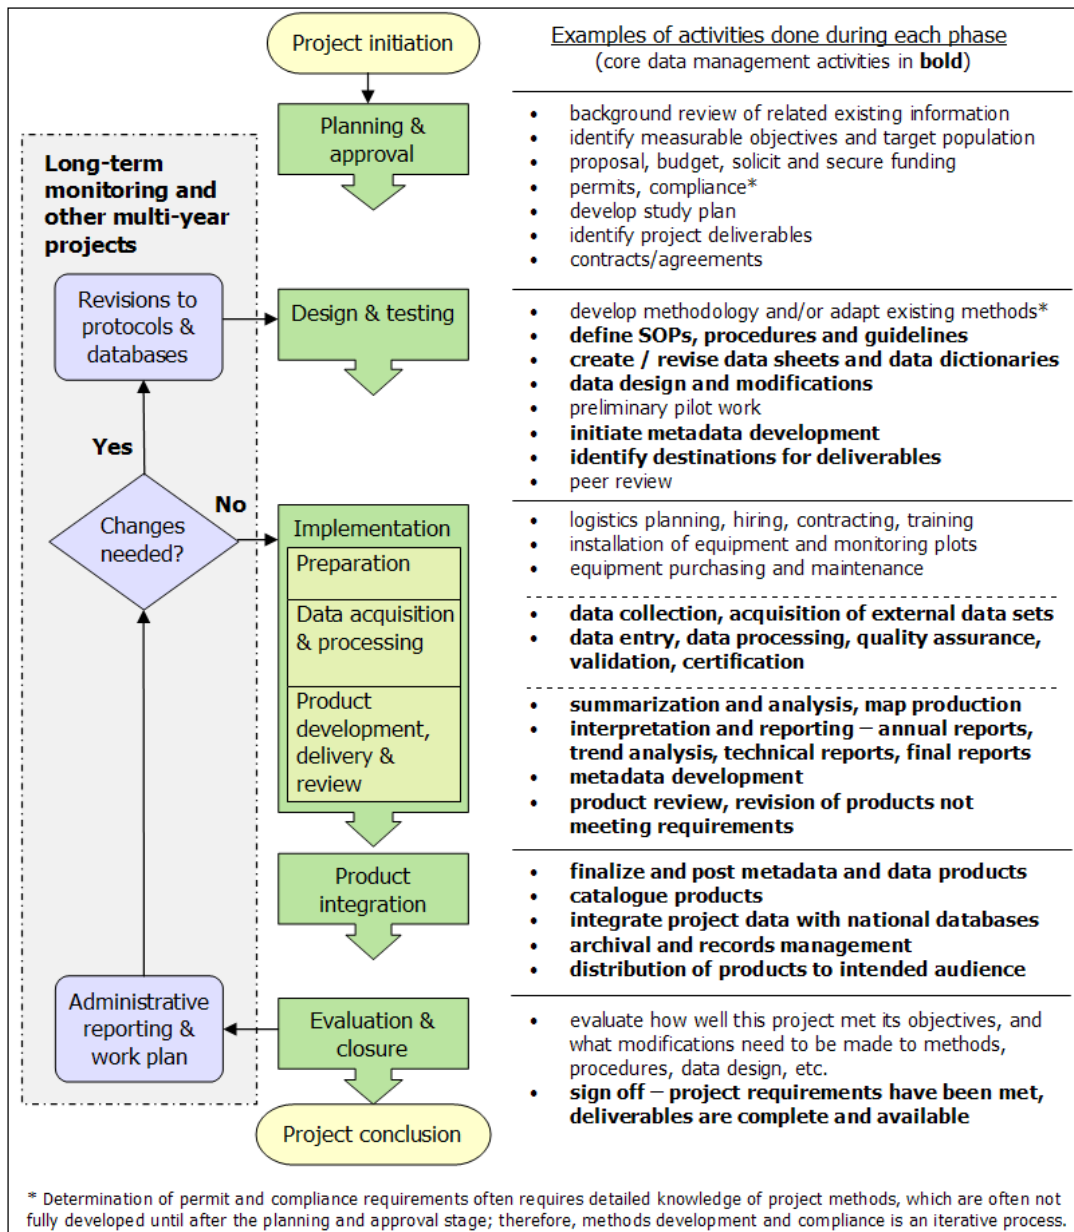 Project initiation
Examples of activities done during each phase
(core data management activities in bold)
Planning &
approval
• background review of related existing information
• identify measurable objectives and target population
• proposal, budget, solicit and secure funding
• permits, compliance*
• develop study plan
• identify project deliverables
• contracts/agreements
Long-term
monitoring and
other multi-year
projects
Revisions to
protocols &
databases
Design & testing
• develop methodology and/or adapt existing methods*
• define SOPs, procedures and guidelines
• create / revise data sheets and data dictionaries
• data design and modifications
• preliminary pilot work
• initiate metadata development
• identify destinations for deliverables
• peer review
Yes
No
Changes
needed?
Implementation
Preparation
• logistics planning, hiring, contracting, training
• installation of equipment and monitoring plots
• equipment purchasing and maintenance
Data acquisition
& processing
• data collection, acquisition of external data sets
• data entry, data processing, quality assurance,
validation, certification
Product
development,
delivery &
review
• summarization and analysis, map production
• interpretation and reporting – annual reports,
trend analysis, technical reports, final reports
• metadata development
• product review, revision of products not
meeting requirements
Product
integration
• finalize and post metadata and data products
• catalogue products
• integrate project data with national databases
• archival and records management
• distribution of products to intended audience
Administrative
reporting &
work plan
Evaluation &
closure
• evaluate how well this project met its objectives, and
what modifications need to be made to methods,
procedures, data design, etc.
• sign off – project requirements have been met,
deliverables are complete and available
Project conclusion
* Determination of permit and compliance requirements often requires detailed knowledge of project methods, which are often not
fully developed until after the planning and approval stage; therefore, methods development and compliance is an iterative process.